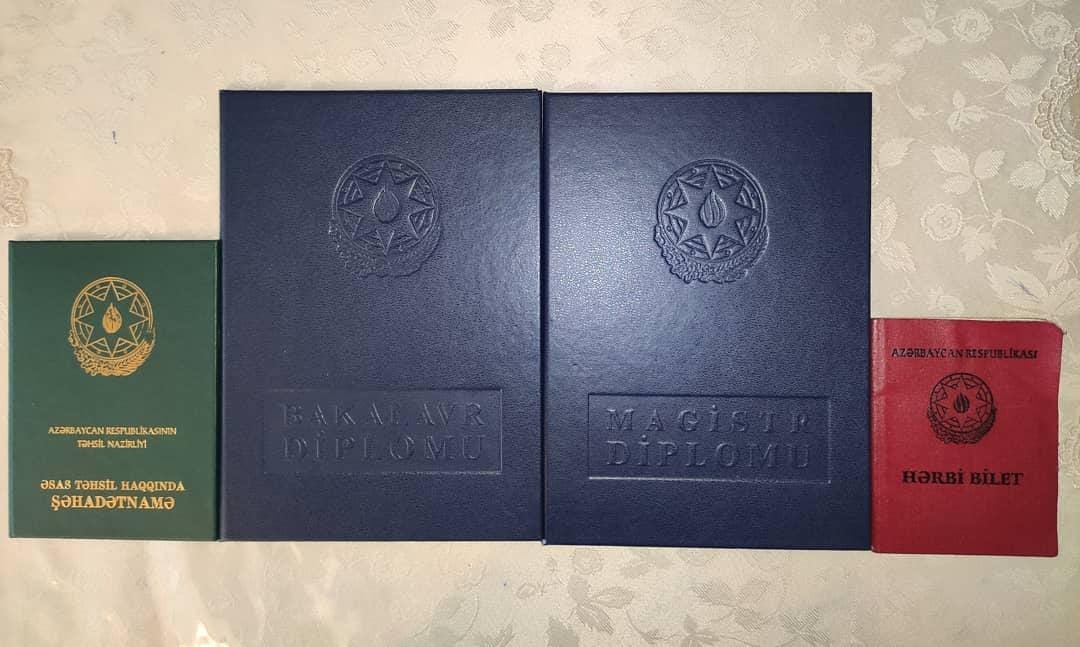 AZƏRBAYCAN RESPUBLİKASININ
TƏHSİL NAZİRLİYİ
ƏSAS TƏHSİL HAQQINDA
ŞƏHADƏTNAMƏ
BAKALAVR
DİPLOMU
MAGİSTR
DİPLOMU
AZƏRBAYCAN RESPUBLİKASI
HƏRBİ BİLET